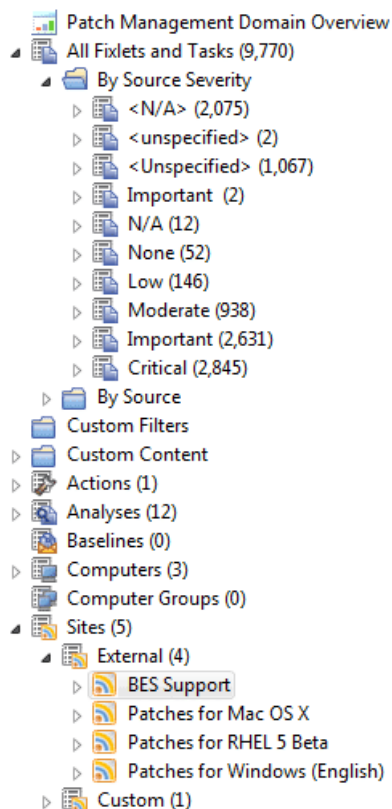 Patch Management Domain Overview
All Fixlets and Tasks (9,770)
By Source Severity
<N/A> (2,075)
<unspecified> (2)
<Unspecified> (1,067)
Important  (2)
N/A (12)
None (52)
Low (146)
Moderate (938)
Important (2,631)
Critical (2,845)
By Source
Custom Filters
Custom Content
Actions (1)
Analyses (12)
Baselines (0)
Computers (3)
Computer Groups (0)
Sites (5)
External (4)
BES Support
Patches for Mac OS X
Patches for RHEL 5 Beta
Patches for Windows (English)
Custom (1)